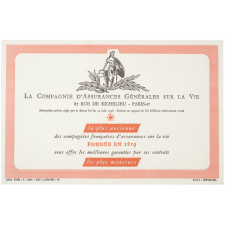 LA COMPAGNIE D'ASSURANCES GÉNÉRALES SUR LA VIE
87 RUE DE RICHELIEU - PARIS-2e
la plus ancienne
des compagnies françaises d'assurances sur la vie
FONDÉE EN 1819
vous offre les meilleures garanties par ses contrats
les plus modernes